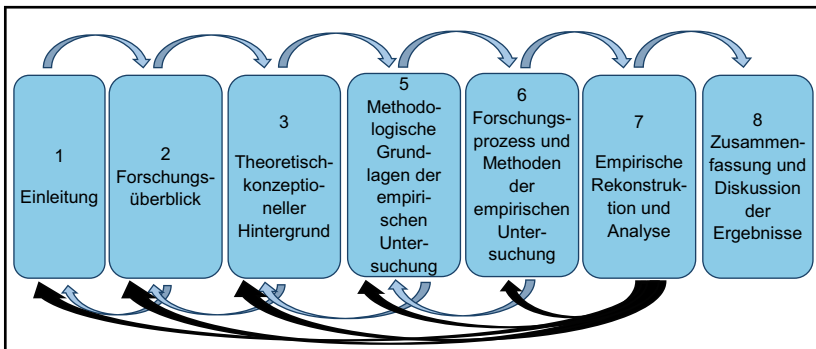 1
Einleitung
2
Forschungs-
überblick
3
Theoretisch-
konzeptio-
neller
Hintergrund
5
Methodo-
logische
Grund-
lagen der
empiri-
schen
Unter-
suchung
6
Forschungs-
prozess und
Methoden
der
empirischen
Unter-
suchung
7
Empirische
Rekonstruk-
tion und
Analyse
8
Zusammen-
fassung und
Diskussion
der
Ergebnisse